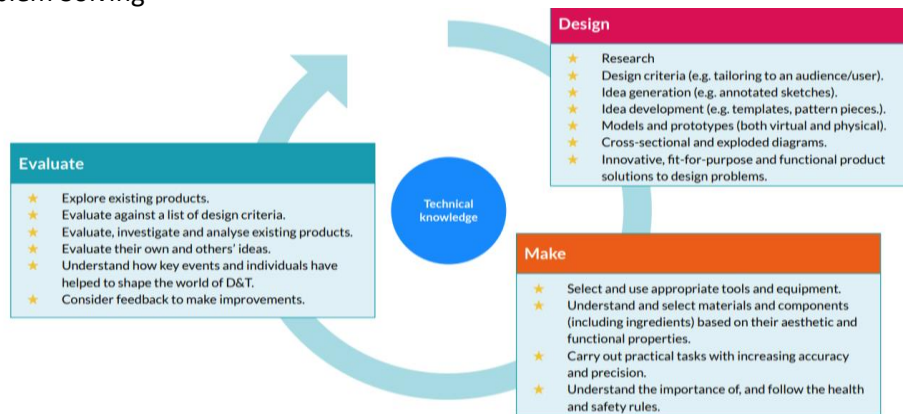 Design
★ Research
★ Design criteria (e.g. tailoring to an audience/user).
★ Idea generation (e.g. annotated sketches).
★ Idea development (e.g. templates, pattern pieces.).
★ Models and prototypes (both virtual and physical).
★ Cross-sectional and exploded diagrams.
★ Innovative, fit-for-purpose and functional product
solutions to design problems.
Technical
knowledge
Make
★ Select and use appropriate tools and equipment.
★ Understand and select materials and components
(including ingredients) based on their aesthetic and
functional properties.
★ Carry out practical tasks with increasing accuracy
and precision.
★ Understand the importance of, and follow the health
and safety rules.
Evaluate
★ Explore existing products.
★ Evaluate against a list of design criteria.
★ Evaluate, investigate and analyse existing products.
★ Evaluate their own and others' ideas.
★ Understand how key events and individuals have
helped to shape the world of D&T.
★ Consider feedback to make improvements.